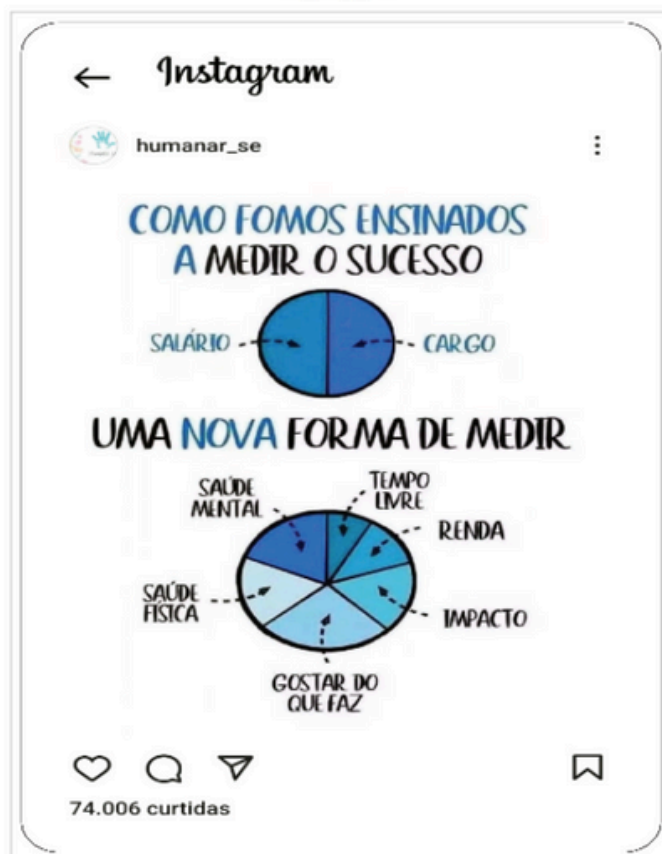 Instagram
humanar_se
COMO FOMOS ENSINADOS
A MEDIR O SUCESSO
SALÁRIO
CARGO
UMA NOVA FORMA DE MEDIR
SAÚDE
MENTAL
TEMPO
LIVRE
RENDA
SAÚDE
FÍSICA
IMPACTO
GOSTAR DO
QUE FAZ
74.006 curtidas